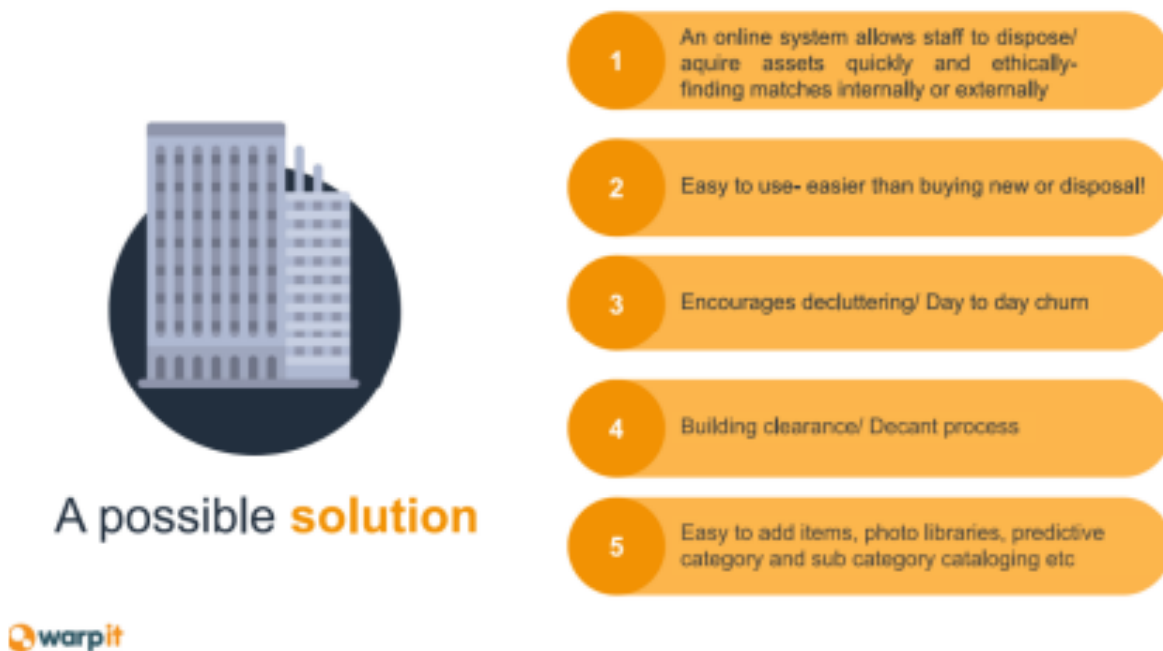 1
An online system allows staff to dispose/
aquire assets quickly and ethically-
finding matches internally or externally
2
Easy to use- easier than buying new or disposal!
3
Encourages decluttering/ Day to day churn
4
Building clearance/ Decant process
A possible solution
5
Easy to add items, photo libraries, predictive
category and sub category cataloging etc
warpit